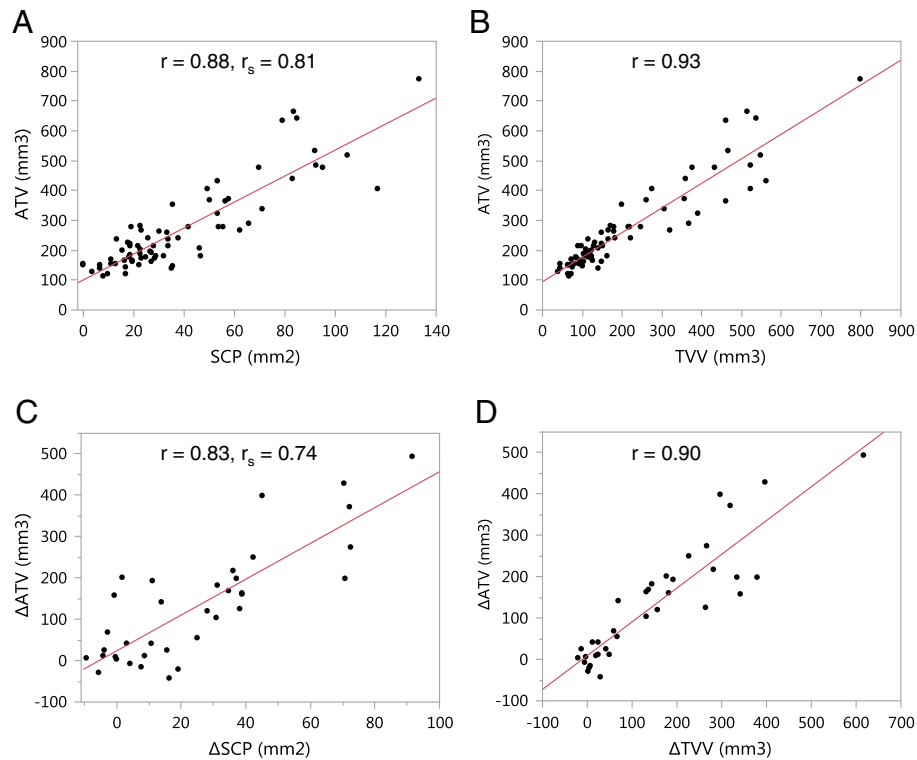 A
r = 0.88, rs = 0.81
ATV (mm3)
900
800
700
600
500
400
300
200
100
0
0 20 40 60 80 100 120 140
SCP (mm2)
B
r = 0.93
ATV (mm3)
900
800
700
600
500
400
300
200
100
0
0 100 200 300 400 500 600 700 800 900
TVV (mm3)
C
r = 0.83, rs = 0.74
ΔATV (mm3)
500
400
300
200
100
0
-100
0 20 40 60 80 100
ΔSCP (mm2)
D
r = 0.90
ΔATV (mm3)
500
400
300
200
100
0
-100
-100 0 100 200 300 400 500 600 700
ΔTVV (mm3)